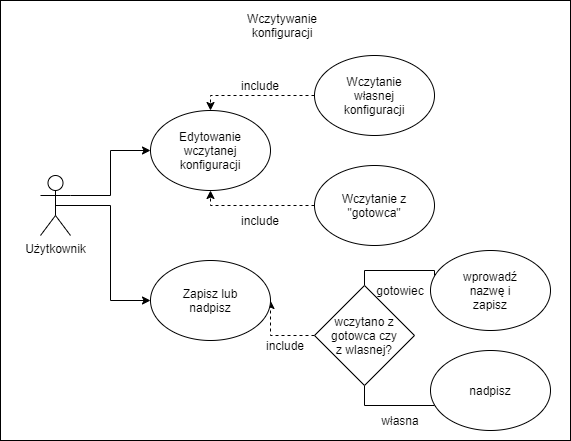 Wczytywanie
konfiguracji
Wczytanie
własnej
konfiguracji
include
Edytowanie
wczytanej
konfiguracji
Wczytanie z
"gotowca"
include
Użytkownik
Zapisz lub
nadpisz
wprowadź
nazwę i
zapisz
gotowiec
wczytano z
gotowca czy
z wlasnej?
include
nadpisz
własna